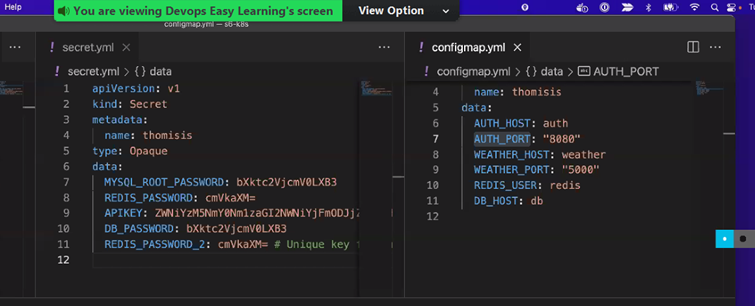 Help
You are viewing Devops Easy Learning's screen
View Option
configmap.yml — s6-k8s
secret.yml
! secret.yml > {} data
1 apiVersion: v1
2 kind: Secret
3 metadata:
4 name: thomisis
5 type: Opaque
6 data:
7 MYSQL_ROOT_PASSWORD: bXktc2VjcmV0LXB3
8 REDIS_PASSWORD: cmVkaXM=
9 APIKEY:
10 DB_PASSWORD: bXktc2VjcmV0LXB3
11 REDIS_PASSWORD_2: cmVkaXM= # Unique key
12
configmap.yml
! configmap.yml > {} data > AUTH_PORT
4 name: thomisis
5 data:
6 AUTH_HOST: auth
7 AUTH_PORT: "8080"
8 WEATHER_HOST: weather
9 WEATHER_PORT: "5000"
10 REDIS_USER: redis
11 DB_HOST: db
12